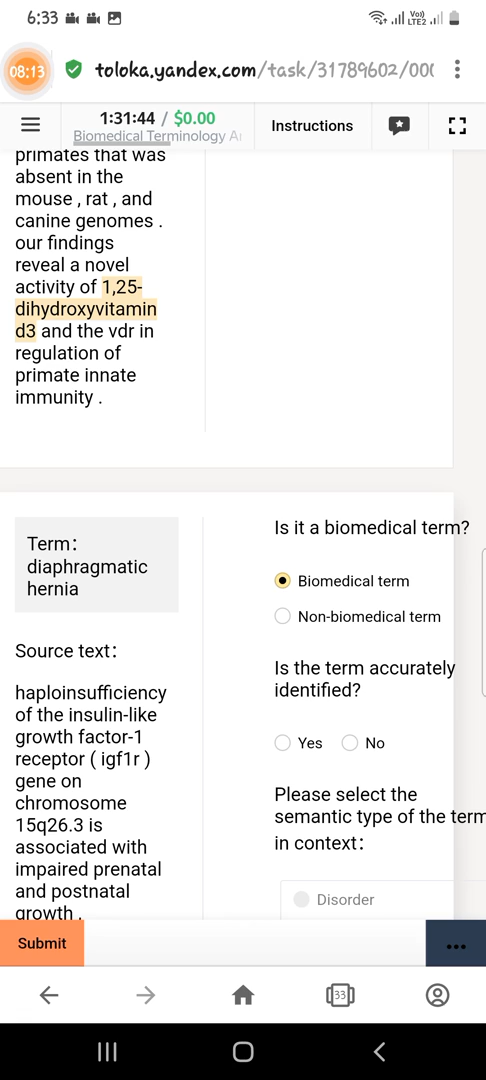 6:33
Vo))
LTE2
08:13
toloka.yandex.com/task/31789602/000
1:31:44 / $0.00
Biomedical Terminology
Instructions
primates that was
absent in the
mouse , rat , and
canine genomes .
our findings
reveal a novel
activity of 1,25-
dihydroxyvitamin
d3 and the vdr in
regulation of
primate innate
immunity .
Term:
diaphragmatic
hernia
Source text:
haploinsufficiency
of the insulin-like
growth factor-1
receptor ( igf1r )
gene on
chromosome
15q26.3 is
associated with
impaired prenatal
and postnatal
growth .
Is it a biomedical term?
Biomedical term
Non-biomedical term
Is the term accurately
identified?
Yes
No
Please select the
semantic type of the term
in context:
Disorder
Submit
...
33